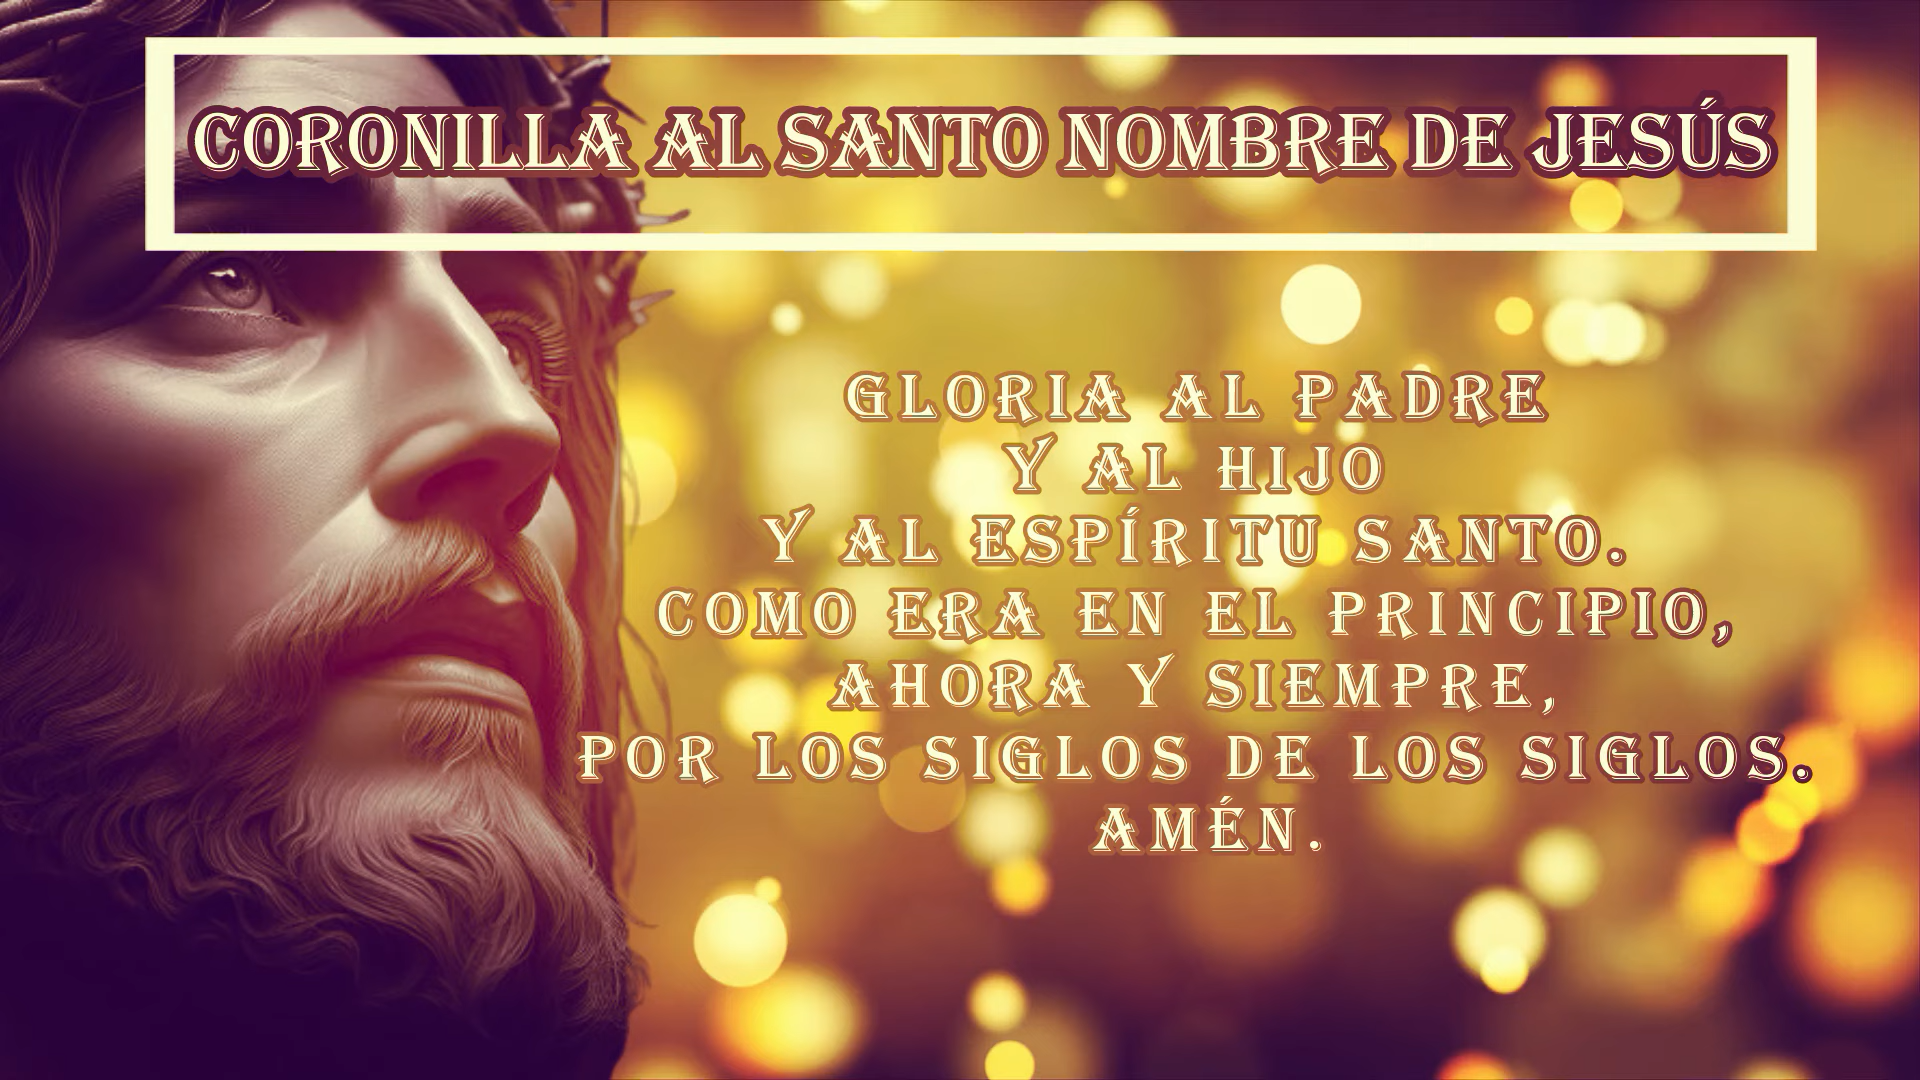 CORONILLA AL SANTO NOMBRE DE JESÚS
GLORIA AL PADRE
Y AL HIJO
Y AL ESPÍRITU SANTO.
COMO ERA EN EL PRINCIPIO,
AHORA Y SIEMPRE,
POR LOS SIGLOS DE LOS SIGLOS.
AMÉN.